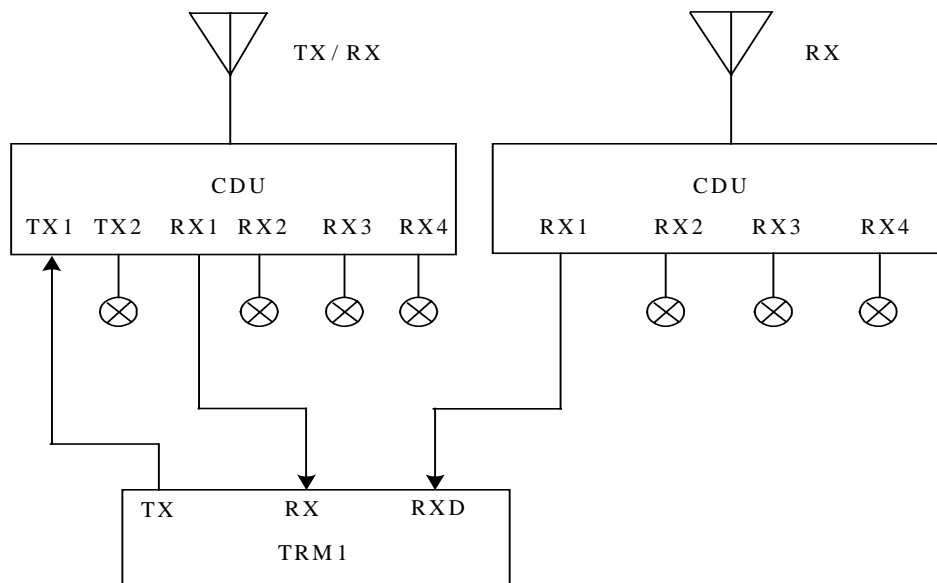 TX/RX
RX
CDU
CDU
TX1 TX2 RX1 RX2 RX3 RX4
RX1 RX2 RX3 RX4
TX RX RXD
TRM1